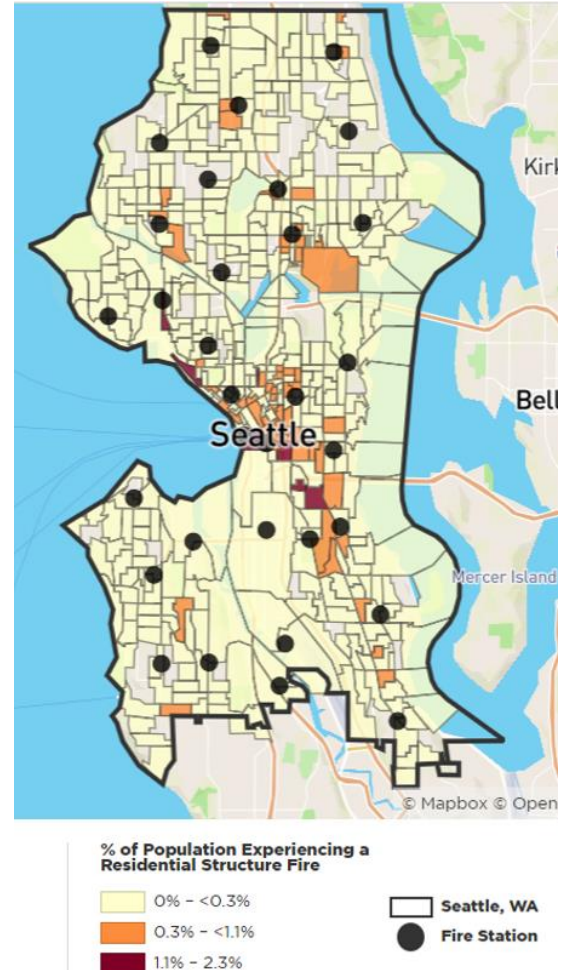 Kirk
Bell
Seattle
Mercer Island
© Mapbox © Open
% of Population Experiencing a
Residential Structure Fire
0% – <0.3%
0.3% – <1.1%
1.1% – 2.3%
Seattle, WA
Fire Station